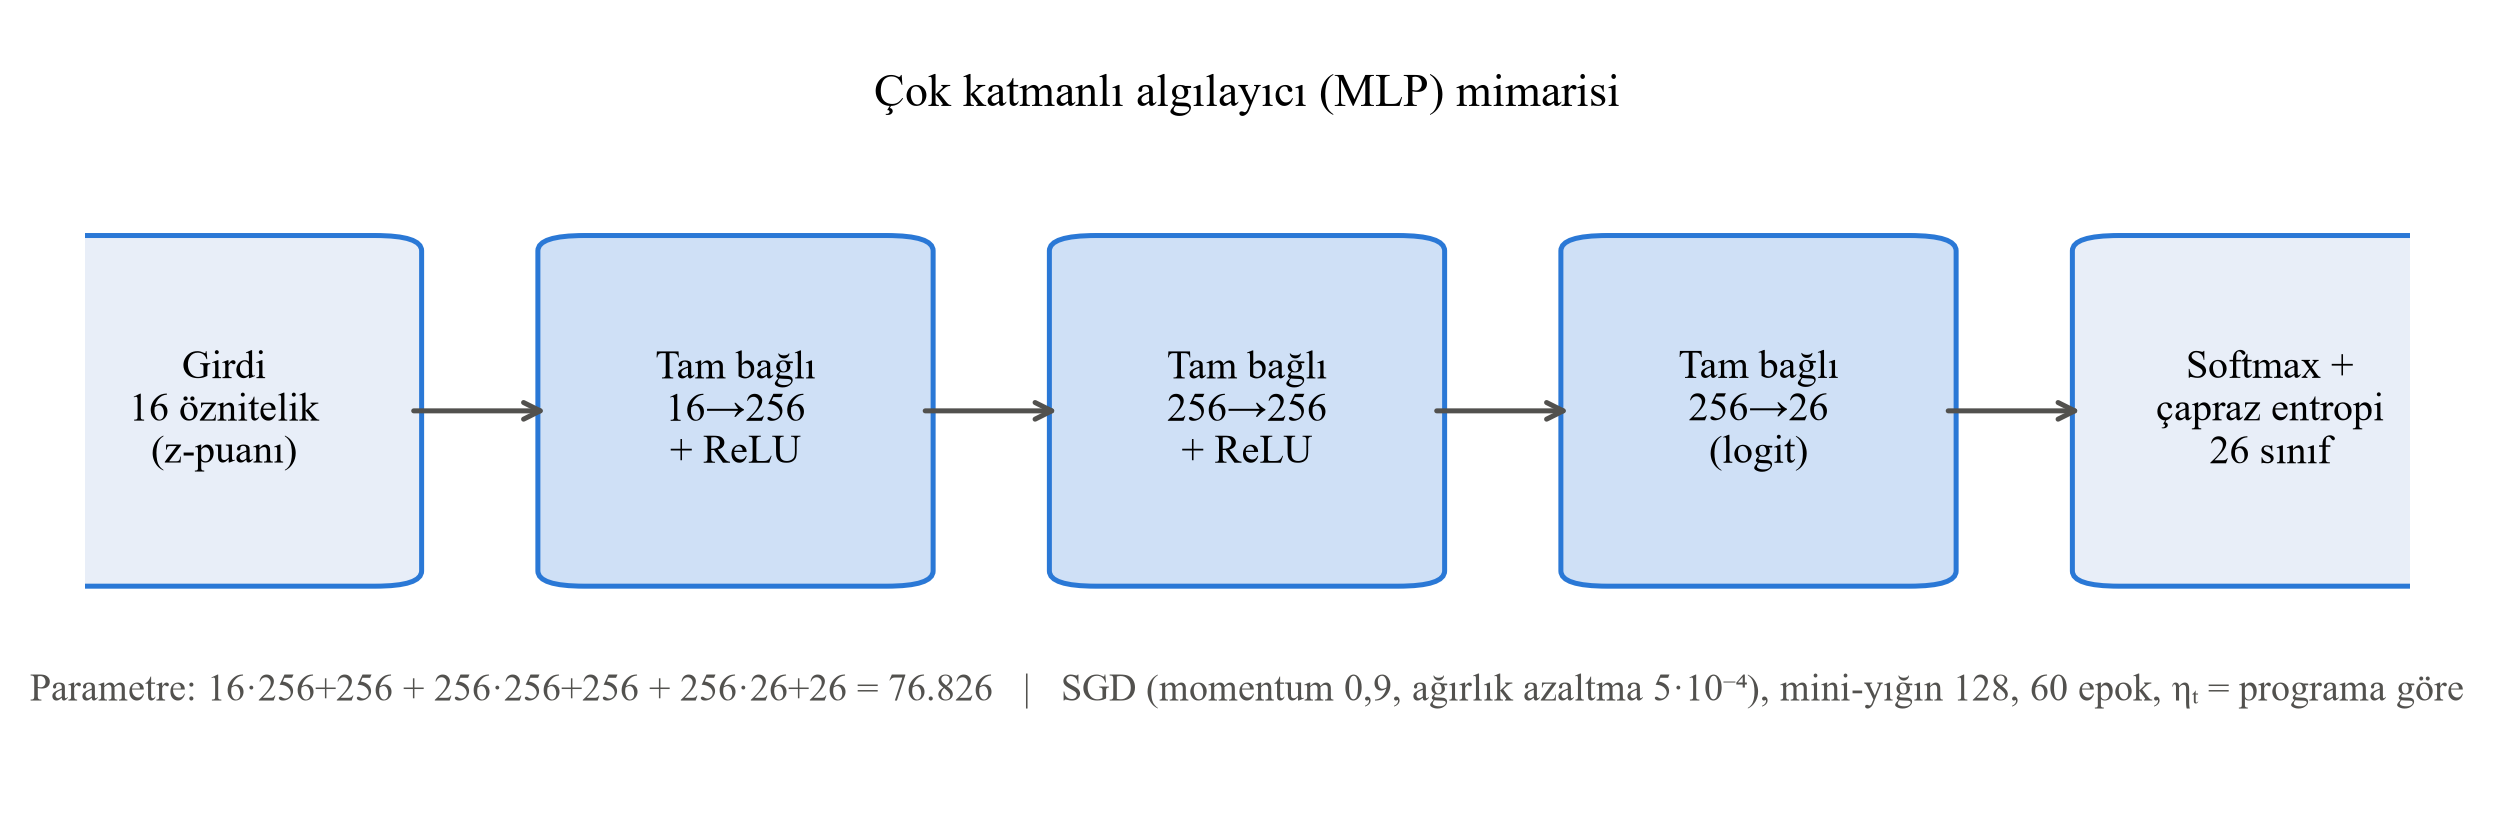 Çok katmanlı algılayıcı (MLP) mimarisi
Girdi
16 öznitelik
(z-puanı)
Tam bağlı
16→256
+ ReLU
Tam bağlı
256→256
+ ReLU
Tam bağlı
256→26
(logit)
Softmax +
çapraz entropi
26 sınıf
Parametre: 16·256+256 + 256·256+256 + 256·26+26 = 76.826 | SGD (momentum 0,9, ağırlık azaltma 5·10⁻⁴), mini-yığın 128, 60 epok, ηₜ = programa göre